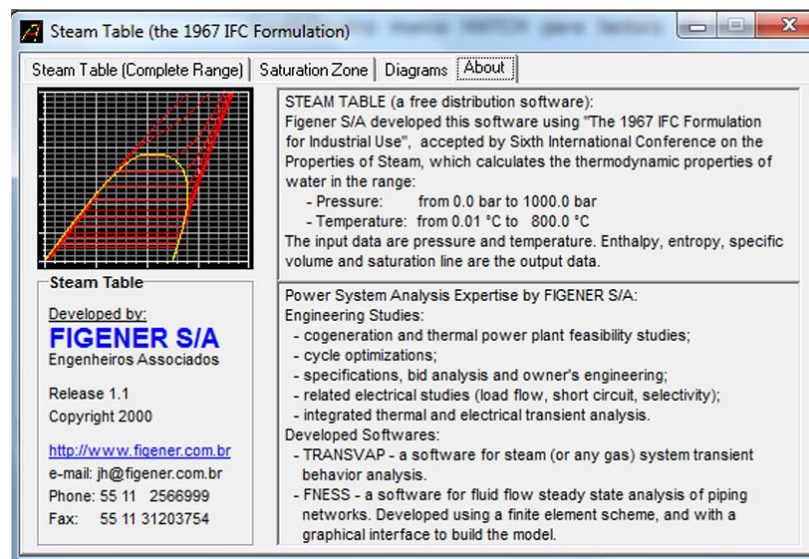 Steam Table (the 1967 IFC Formulation)
Steam Table (Complete Range)
Saturation Zone
Diagrams
About
STEAM TABLE (a free distribution software):
Figener S/A developed this software using "The 1967 IFC Formulation
for Industrial Use", accepted by Sixth International Conference on the
Properties of Steam, which calculates the thermodynamic properties of
water in the range:
- Pressure: from 0.0 bar to 1000.0 bar
- Temperature: from 0.01 °C to 800.0 °C
The input data are pressure and temperature. Enthalpy, entropy, specific
volume and saturation line are the output data.
Steam Table
Developed by:
FIGENER S/A
Engenheiros Associados
Release 1.1
Copyright 2000
http://www.figener.com.br
e-mail: jh@figener.com.br
Phone: 55 11 2566999
Fax: 55 11 31203754
Power System Analysis Expertise by FIGENER S/A:
Engineering Studies:
- cogeneration and thermal power plant feasibility studies;
- cycle optimizations;
- specifications, bid analysis and owner's engineering;
- related electrical studies (load flow, short circuit, selectivity);
- integrated thermal and electrical transient analysis.
Developed Softwares:
- TRANSVAP - a software for steam (or any gas) system transient
behavior analysis.
- FNESS - a software for fluid flow steady state analysis of piping
networks. Developed using a finite element scheme, and with a
graphical interface to build the model.